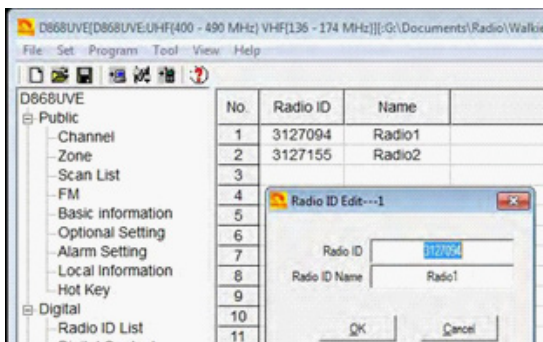 D868UVE[D868UVE:UHF{400 - 490 MHz} VHF{136 - 174 MHz}][:G:\Documents\Radio\Walkie
File Set Program Tool View Help
D868UVE
Public
Channel
Zone
Scan List
FM
Basic information
Optional Setting
Alarm Setting
Local Information
Hot Key
Digital
Radio ID List
No. Radio ID Name
1 3127094 Radio1
2 3127155 Radio2
3
4
5
6
7
8
9
10
11
Radio ID Edit---1
Radio ID 3127094
Radio ID Name Radio1
OK Cancel